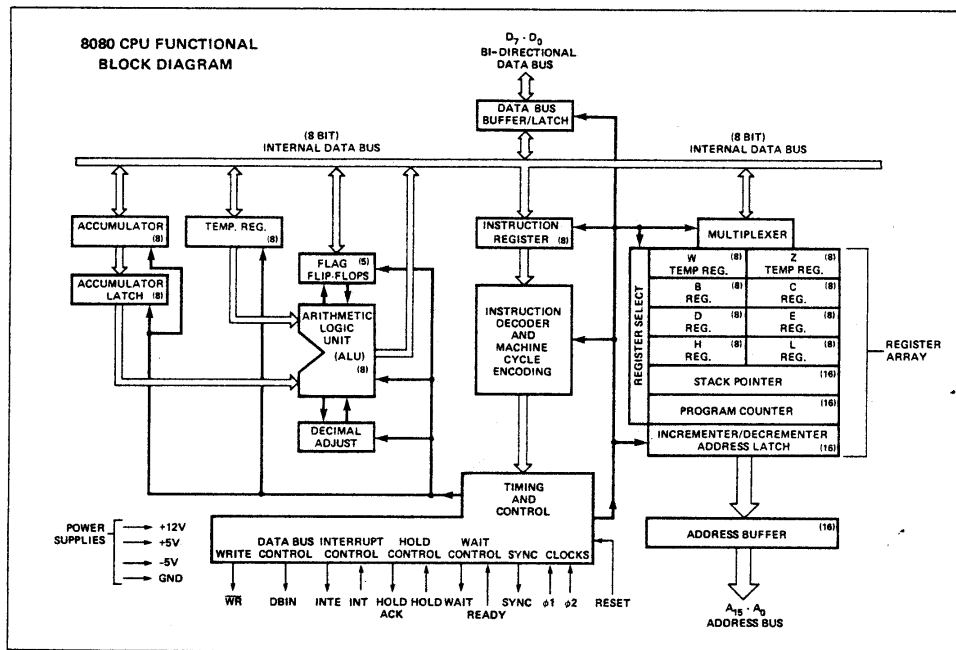 8080 CPU FUNCTIONAL
BLOCK DIAGRAM
D7 - D0
BI-DIRECTIONAL
DATA BUS
DATA BUS
BUFFER/LATCH
(8 BIT)
INTERNAL DATA BUS
(8 BIT)
INTERNAL DATA BUS
ACCUMULATOR
(8)
TEMP. REG.
(8)
INSTRUCTION
REGISTER (8)
MULTIPLEXER
ACCUMULATOR
LATCH (8)
FLAG (5)
FLIP-FLOPS
ARITHMETIC
LOGIC
UNIT
(ALU)
(8)
DECIMAL
ADJUST
INSTRUCTION
DECODER
AND
MACHINE
CYCLE
ENCODING
REGISTER SELECT
W (8)
TEMP REG.
Z (8)
TEMP REG.
B (8)
REG.
C (8)
REG.
D (8)
REG.
E (8)
REG.
H (8)
REG.
L (8)
REG.
STACK POINTER (16)
PROGRAM COUNTER (16)
INCREMENTER/DECREMENTER
ADDRESS LATCH (16)
REGISTER
ARRAY
TIMING
AND
CONTROL
POWER
SUPPLIES
+12V
+5V
-5V
GND
WRITE
DATA BUS
CONTROL
INTERRUPT
CONTROL
HOLD
CONTROL
WAIT
CONTROL
SYNC
CLOCKS
ADDRESS BUFFER (16)
W̅R̅
DBIN
INTE
INT
HOLD
ACK
HOLD
WAIT
READY
SYNC
ϕ1
ϕ2
RESET
A15 - A0
ADDRESS BUS